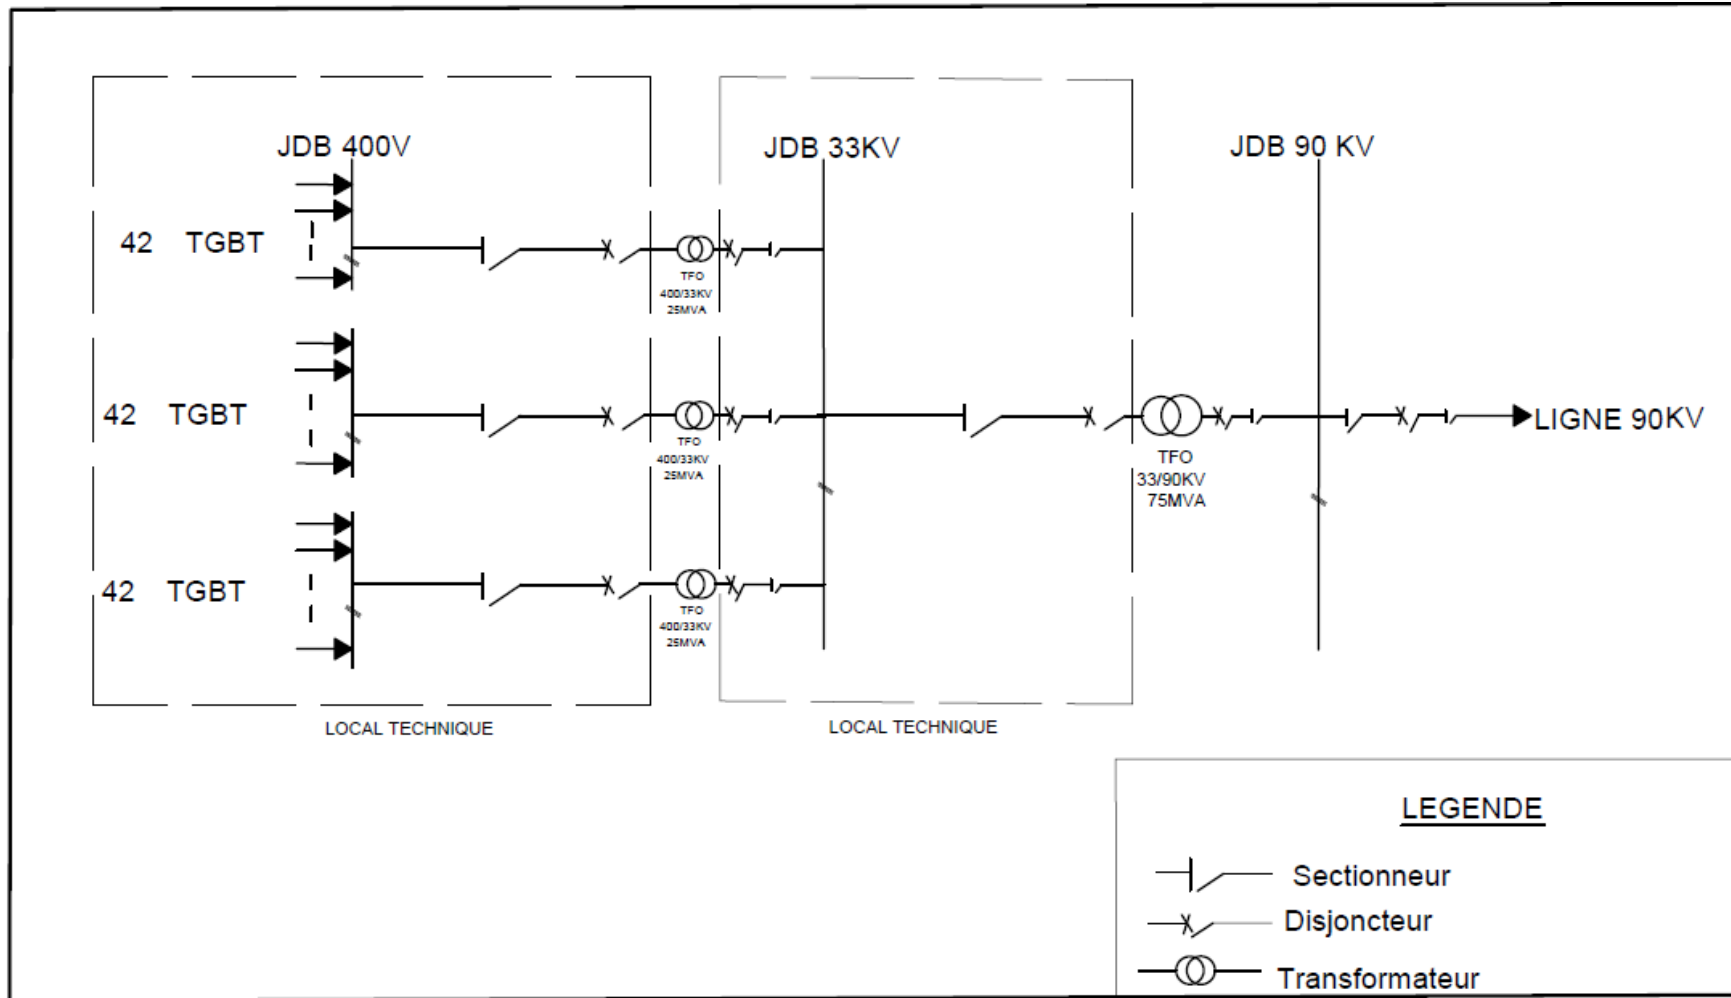 JDB 400V
JDB 33KV
JDB 90 KV
42 TGBT
TFO
400/33KV
25MVA
42 TGBT
TFO
400/33KV
25MVA
LIGNE 90KV
TFO
33/90KV
75MVA
42 TGBT
TFO
400/33KV
25MVA
LOCAL TECHNIQUE
LOCAL TECHNIQUE
LEGENDE
Sectionneur
Disjoncteur
Transformateur